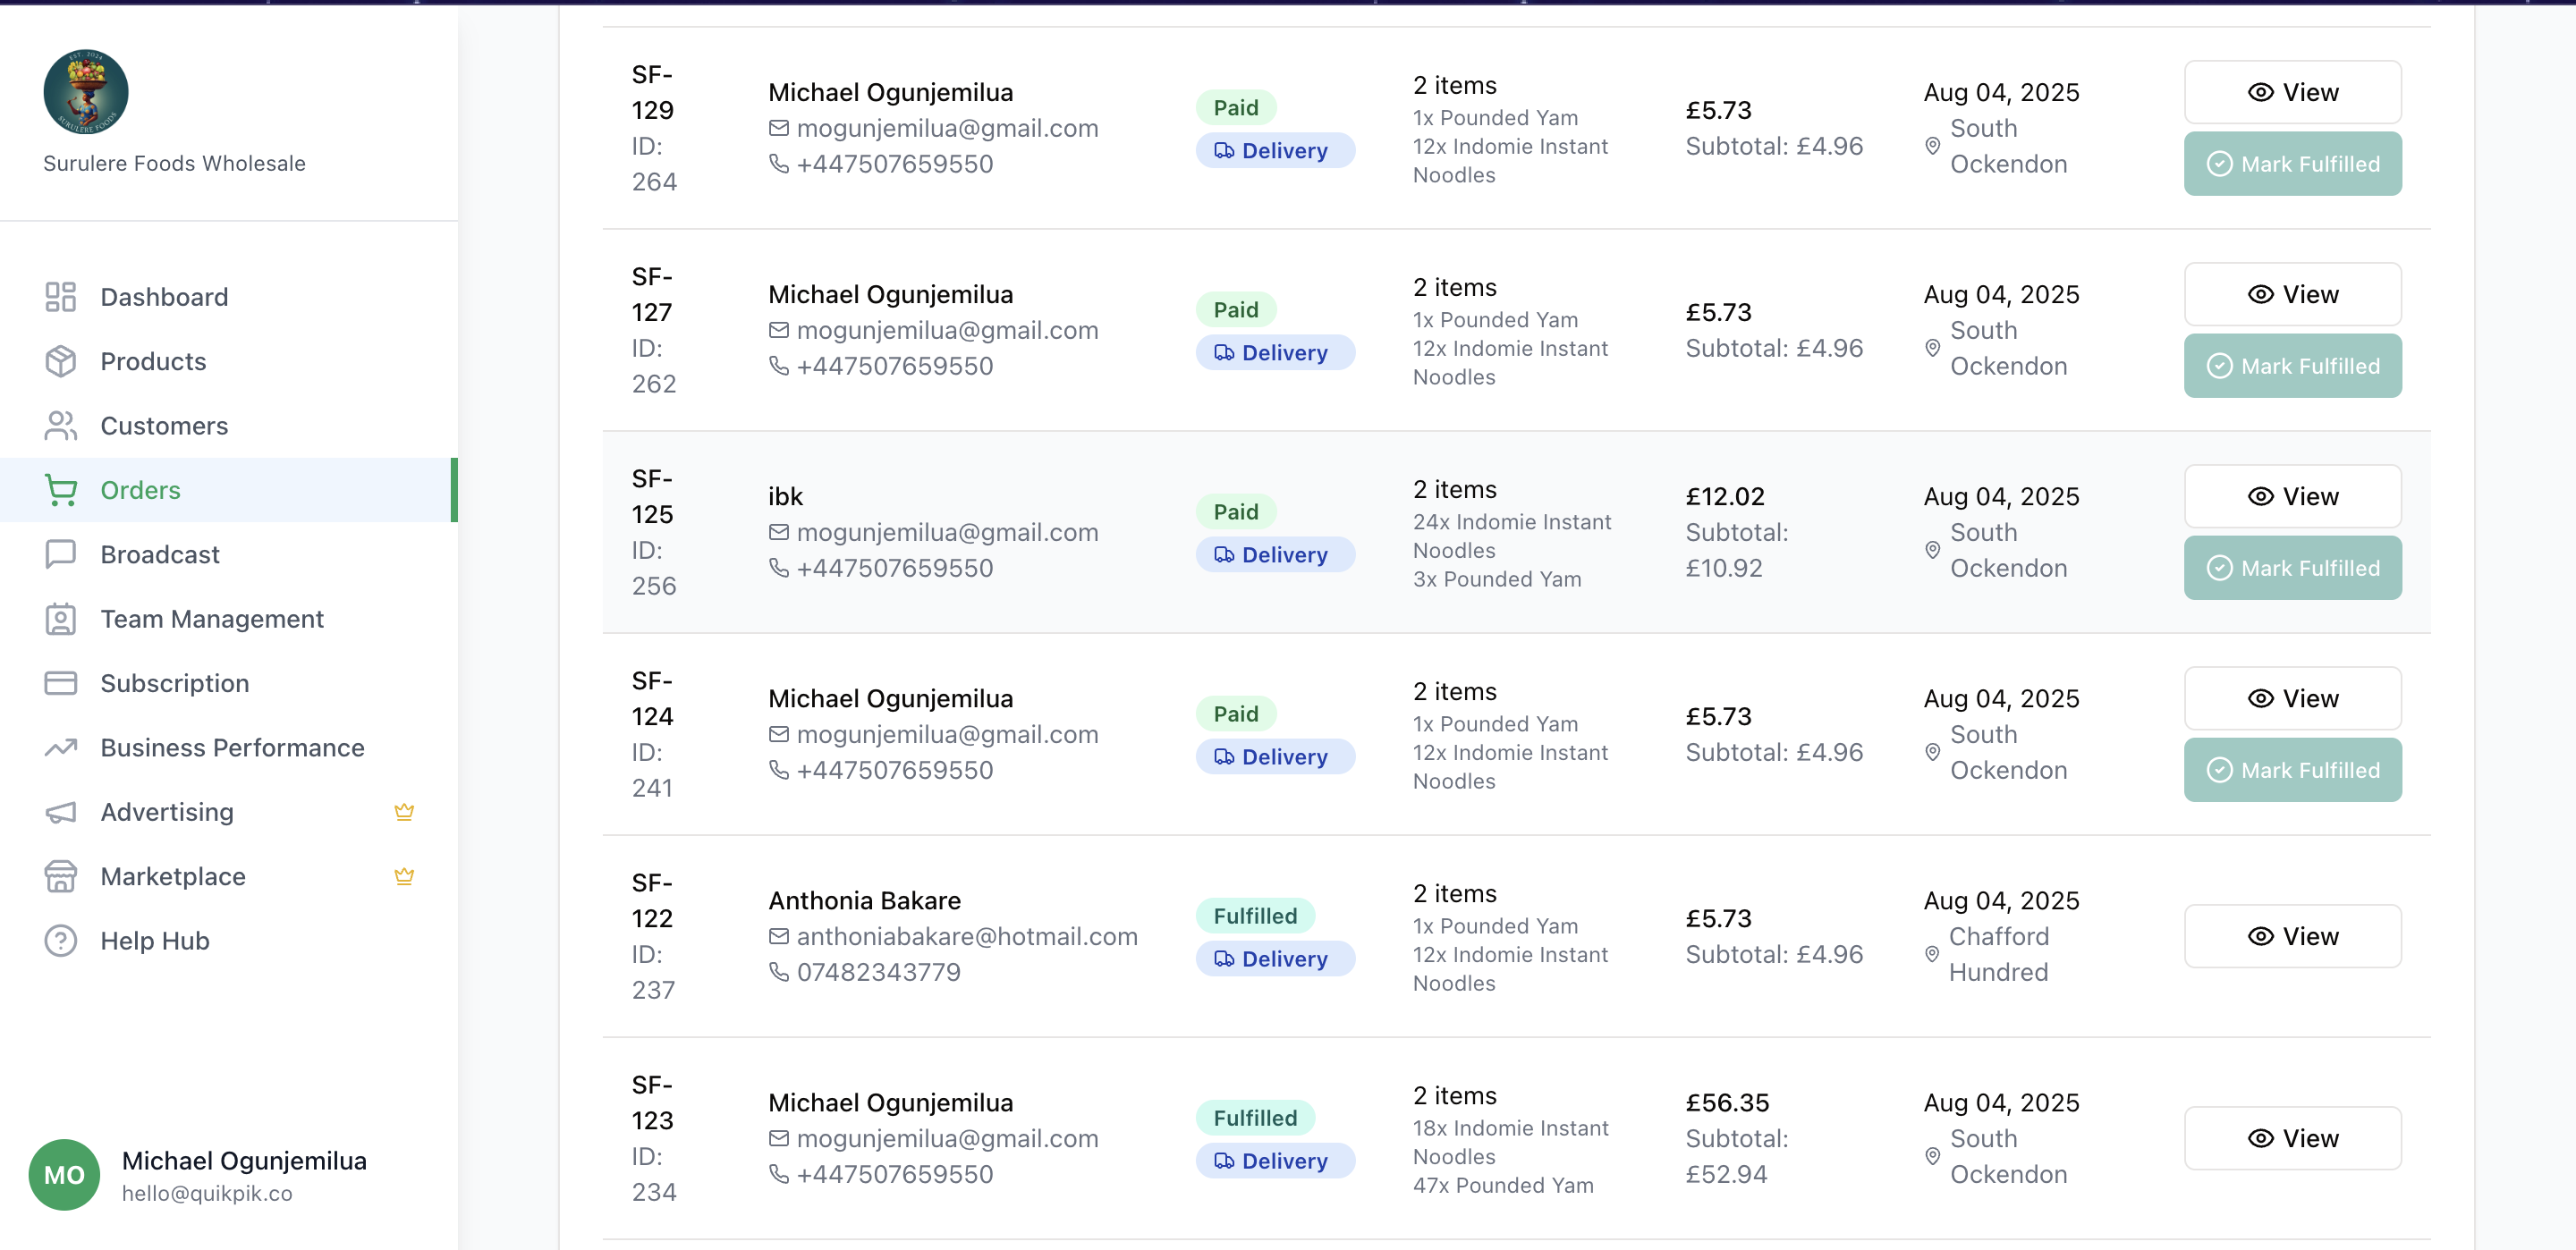 EST. 2024
SURULERE FOODS
Surulere Foods Wholesale
Dashboard
Products
Customers
Orders
Broadcast
Team Management
Subscription
Business Performance
Advertising
Marketplace
Help Hub
MO
Michael Ogunjemilua
hello@quikpik.co
SF-
129
ID:
264
Michael Ogunjemilua
mogunjemilua@gmail.com
+447507659550
Paid
Delivery
2 items
1x Pounded Yam
12x Indomie Instant
Noodles
£5.73
Subtotal: £4.96
Aug 04, 2025
South
Ockendon
View
Mark Fulfilled
SF-
127
ID:
262
Michael Ogunjemilua
mogunjemilua@gmail.com
+447507659550
Paid
Delivery
2 items
1x Pounded Yam
12x Indomie Instant
Noodles
£5.73
Subtotal: £4.96
Aug 04, 2025
South
Ockendon
View
Mark Fulfilled
SF-
125
ID:
256
ibk
mogunjemilua@gmail.com
+447507659550
Paid
Delivery
2 items
24x Indomie Instant
Noodles
3x Pounded Yam
£12.02
Subtotal:
£10.92
Aug 04, 2025
South
Ockendon
View
Mark Fulfilled
SF-
124
ID:
241
Michael Ogunjemilua
mogunjemilua@gmail.com
+447507659550
Paid
Delivery
2 items
1x Pounded Yam
12x Indomie Instant
Noodles
£5.73
Subtotal: £4.96
Aug 04, 2025
South
Ockendon
View
Mark Fulfilled
SF-
122
ID:
237
Anthonia Bakare
anthoniabakare@hotmail.com
07482343779
Fulfilled
Delivery
2 items
1x Pounded Yam
12x Indomie Instant
Noodles
£5.73
Subtotal: £4.96
Aug 04, 2025
Chafford
Hundred
View
SF-
123
ID:
234
Michael Ogunjemilua
mogunjemilua@gmail.com
+447507659550
Fulfilled
Delivery
2 items
18x Indomie Instant
Noodles
47x Pounded Yam
£56.35
Subtotal:
£52.94
Aug 04, 2025
South
Ockendon
View